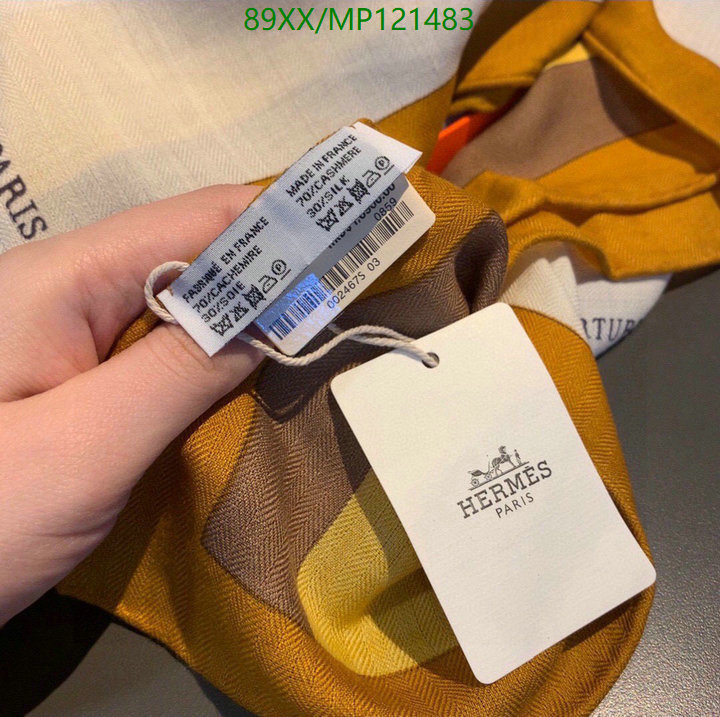 89XX/MP121483
PARIS
MADE IN FRANCE
70%CASHMERE
30%SILK
FABRIQUÉ EN FRANCE
70%CACHEMIRE
30%SOIE
0859
002467S 03
HERMÈS
PARIS